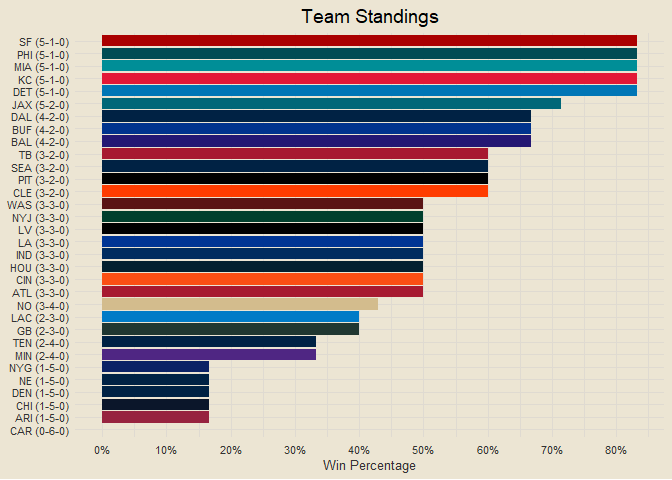 Team Standings
SF (5-1-0)
PHI (5-1-0)
MIA (5-1-0)
KC (5-1-0)
DET (5-1-0)
JAX (5-2-0)
DAL (4-2-0)
BUF (4-2-0)
BAL (4-2-0)
TB (3-2-0)
SEA (3-2-0)
PIT (3-2-0)
CLE (3-2-0)
WAS (3-3-0)
NYJ (3-3-0)
LV (3-3-0)
LA (3-3-0)
IND (3-3-0)
HOU (3-3-0)
CIN (3-3-0)
ATL (3-3-0)
NO (3-4-0)
LAC (2-3-0)
GB (2-3-0)
TEN (2-4-0)
MIN (2-4-0)
NYG (1-5-0)
NE (1-5-0)
DEN (1-5-0)
CHI (1-5-0)
ARI (1-5-0)
CAR (0-6-0)
0% 10% 20% 30% 40% 50% 60% 70% 80%
Win Percentage